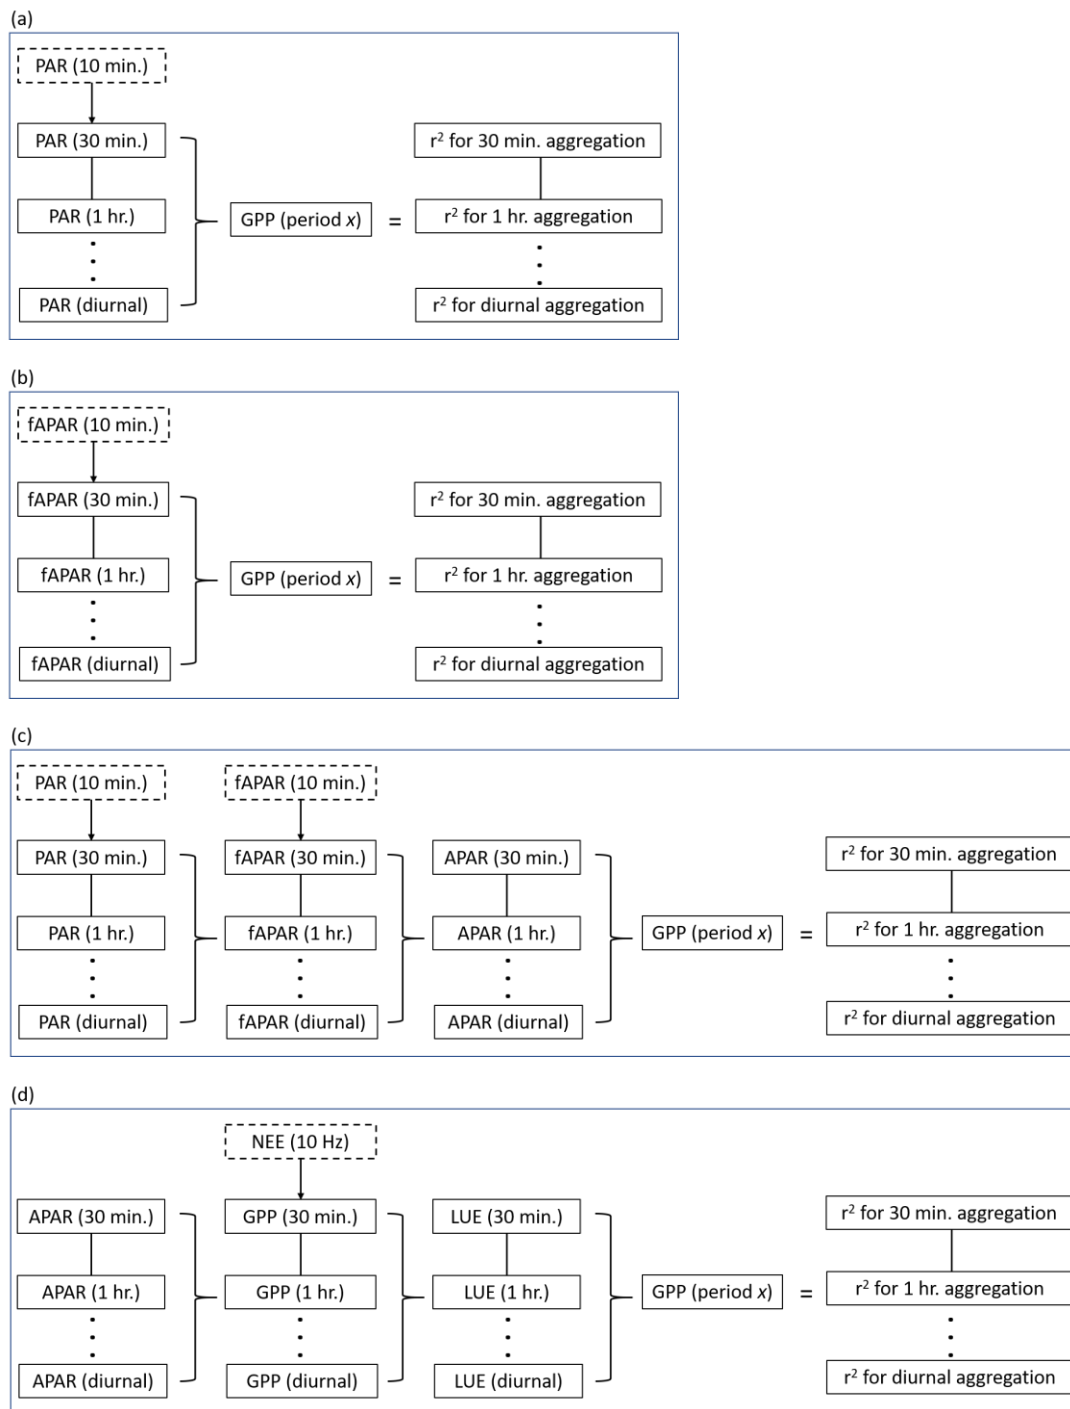 (a)
PAR (10 min.)
PAR (30 min.)
r² for 30 min. aggregation
PAR (1 hr.)
GPP (period x)
=
r² for 1 hr. aggregation
PAR (diurnal)
r² for diurnal aggregation
(b)
fAPAR (10 min.)
fAPAR (30 min.)
r² for 30 min. aggregation
fAPAR (1 hr.)
GPP (period x)
=
r² for 1 hr. aggregation
fAPAR (diurnal)
r² for diurnal aggregation
(c)
PAR (10 min.)
fAPAR (10 min.)
PAR (30 min.)
fAPAR (30 min.)
APAR (30 min.)
r² for 30 min. aggregation
PAR (1 hr.)
fAPAR (1 hr.)
APAR (1 hr.)
GPP (period x)
=
r² for 1 hr. aggregation
PAR (diurnal)
fAPAR (diurnal)
APAR (diurnal)
r² for diurnal aggregation
(d)
NEE (10 Hz)
APAR (30 min.)
GPP (30 min.)
LUE (30 min.)
r² for 30 min. aggregation
APAR (1 hr.)
GPP (1 hr.)
LUE (1 hr.)
GPP (period x)
=
r² for 1 hr. aggregation
APAR (diurnal)
GPP (diurnal)
LUE (diurnal)
r² for diurnal aggregation